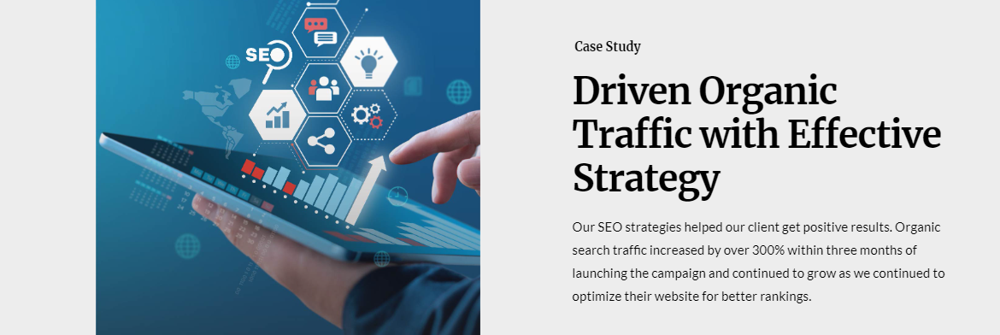 SEO
Case Study
Driven Organic
Traffic with Effective
Strategy
Our SEO strategies helped our client get positive results. Organic
search traffic increased by over 300% within three months of
launching the campaign and continued to grow as we continued to
optimize their website for better rankings.